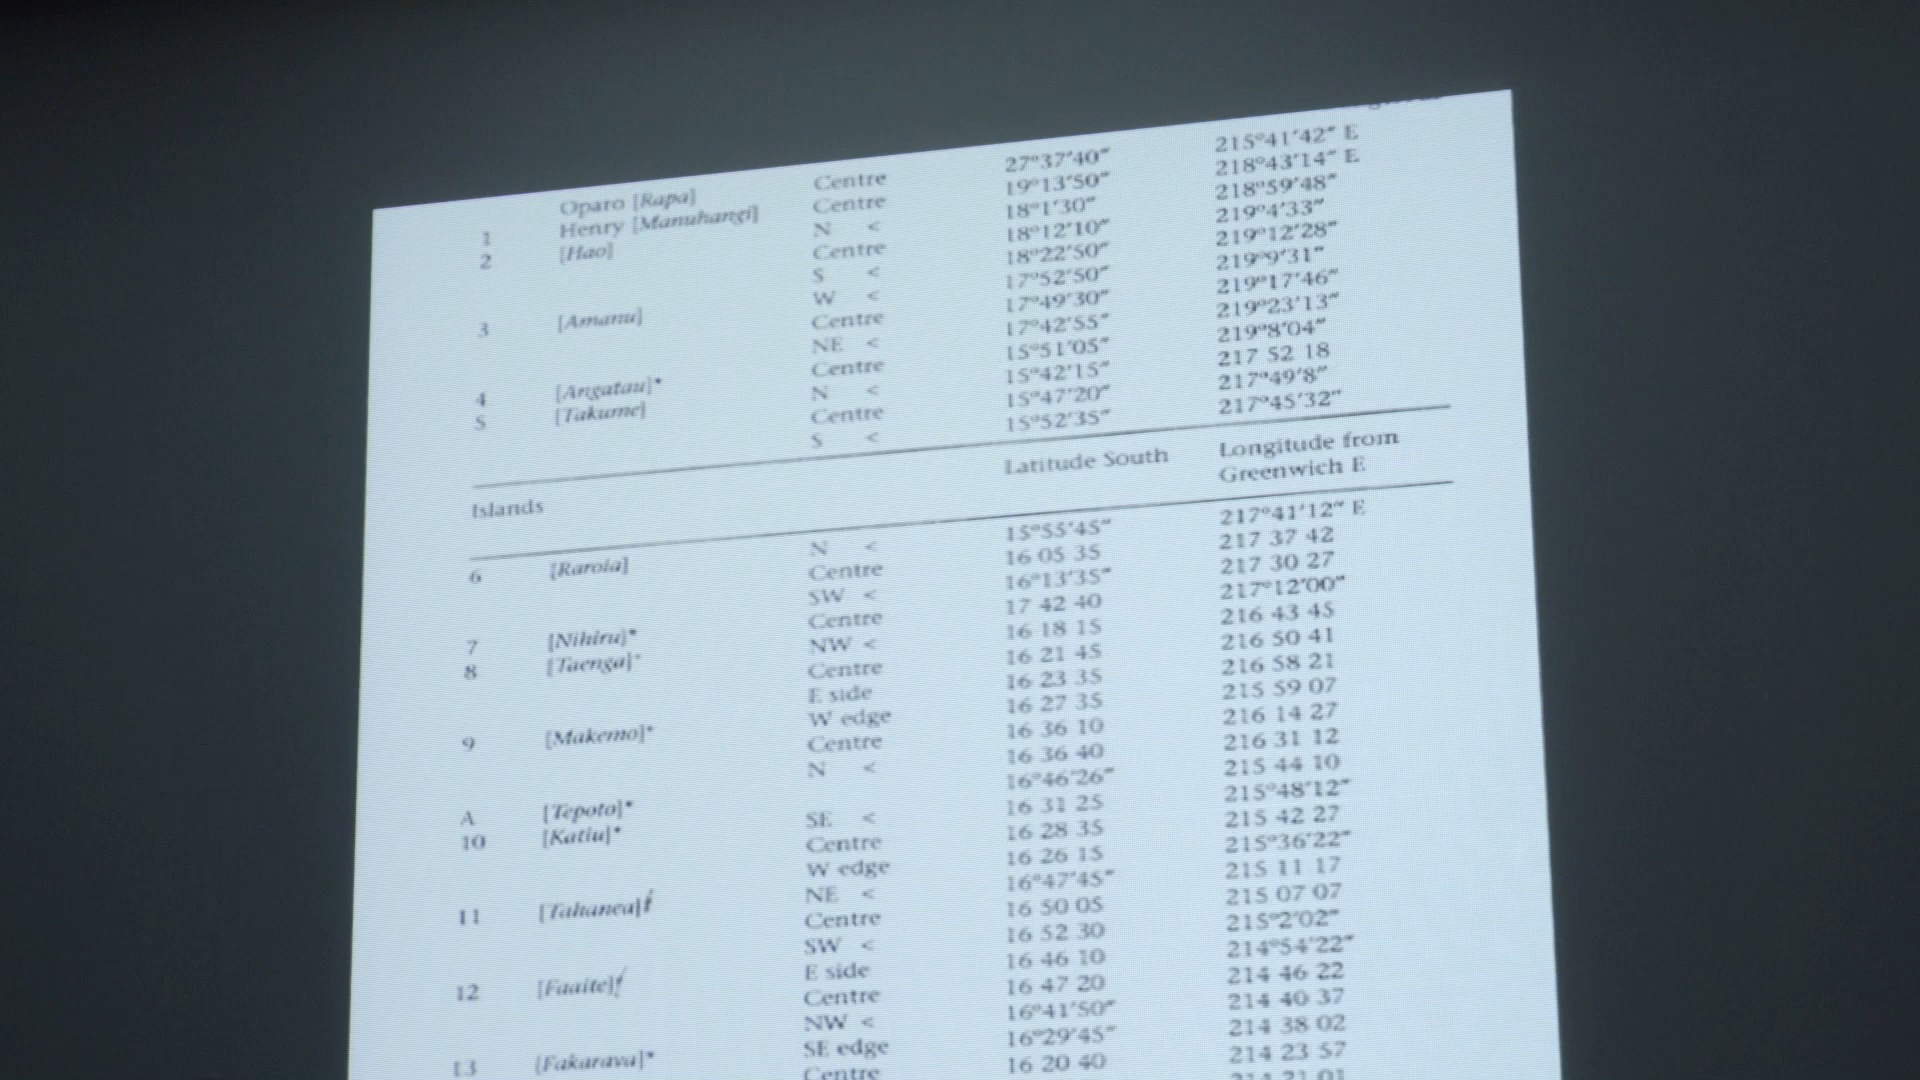 Oparo [Rapa] Centre 27°37′40″ 215°41′42″ E
1 Henry [Manuhangi] Centre 19°13′50″ 218°43′14″ E
2 [Hao] N < 18°1′30″ 218°59′48″
Centre 18°12′10″ 219°4′33″
S < 18°22′50″ 219°12′28″
3 [Amanu] W < 17°52′50″ 219°9′31″
Centre 17°49′30″ 219°17′46″
NE < 17°42′55″ 219°23′13″
4 [Angatau]* Centre 15°51′05″ 219°8′04″
5 [Takume] N < 15°42′15″ 217 52 18
Centre 15°47′20″ 217°49′8″
S < 15°52′35″ 217°45′32″
Islands Latitude South Longitude from
Greenwich E
6 [Raroia] N < 15°55′45″ 217°41′12″ E
Centre 16 05 35 217 37 42
SW < 16°13′35″ 217 30 27
7 [Nihiru]* Centre 17 42 40 217°12′00″
8 [Taenga]* NW < 16 18 15 216 43 45
Centre 16 21 45 216 50 41
E side 16 23 35 216 58 21
9 [Makemo]* W edge 16 27 35 215 59 07
Centre 16 36 10 216 14 27
N < 16 36 40 216 31 12
A [Tepoto]* 16°46′26″ 215 44 10
10 [Katiu]* SE < 16 31 25 215°48′12″
Centre 16 28 35 215 42 27
W edge 16 26 15 215°36′22″
11 [Tahanea] NE < 16°47′45″ 215 11 17
Centre 16 50 05 215 07 07
SW < 16 52 30 215°2′02″
12 [Faaite] E side 16 46 10 214°54′22″
Centre 16 47 20 214 46 22
NW < 16°41′50″ 214 40 37
13 [Fakarava]* SE edge 16°29′45″ 214 38 02
Centre 16 20 40 214 23 57